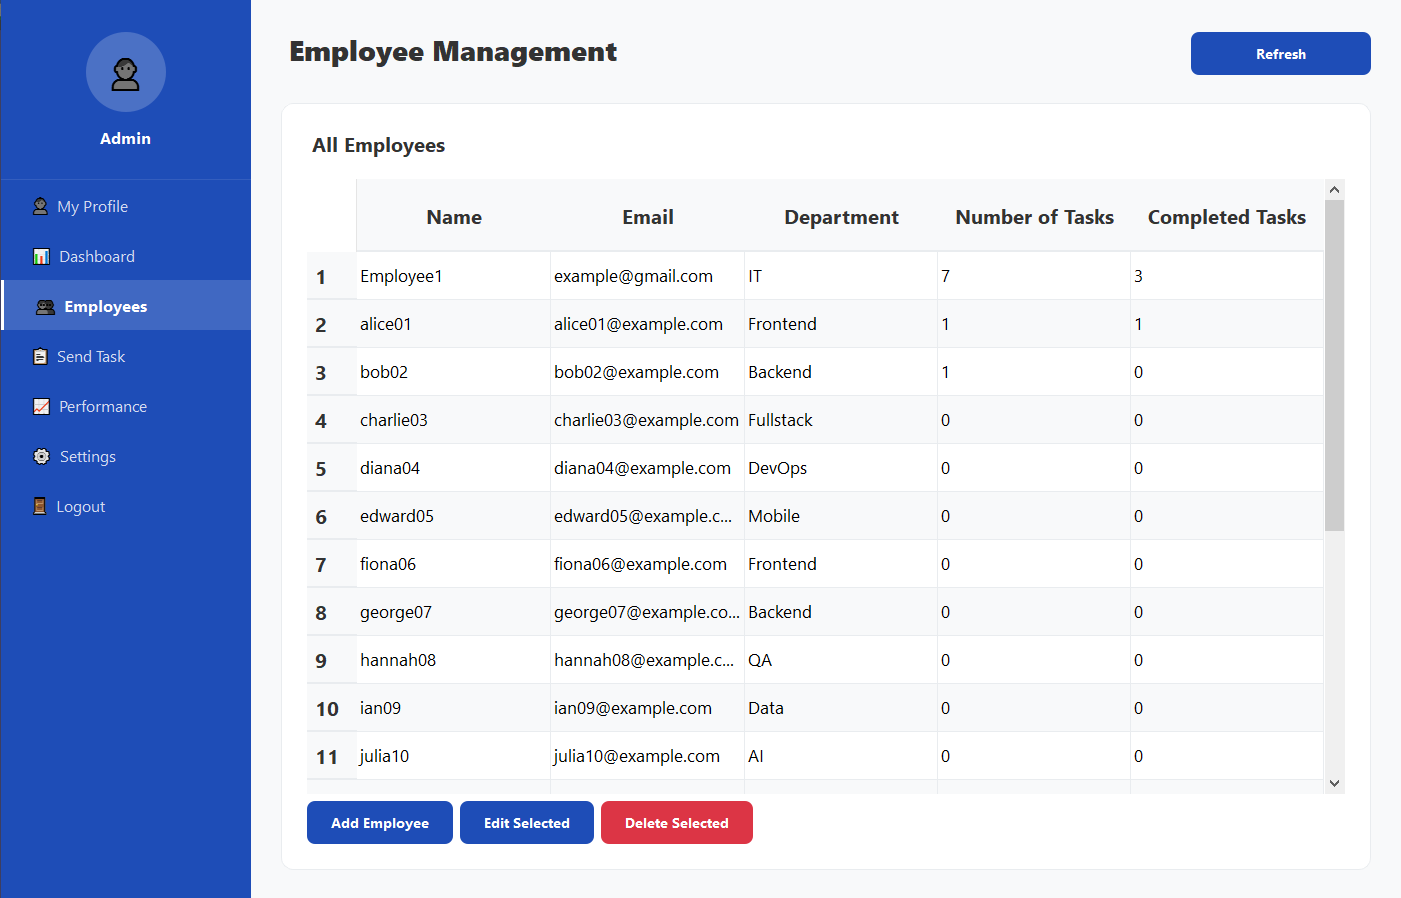 Admin
My Profile
Dashboard
Employees
Send Task
Performance
Settings
Logout
Employee Management
Refresh
All Employees
Name Email Department Number of Tasks Completed Tasks
1 Employee1 example@gmail.com IT 7 3
2 alice01 alice01@example.com Frontend 1 1
3 bob02 bob02@example.com Backend 1 0
4 charlie03 charlie03@example.com Fullstack 0 0
5 diana04 diana04@example.com DevOps 0 0
6 edward05 edward05@example.c... Mobile 0 0
7 fiona06 fiona06@example.com Frontend 0 0
8 george07 george07@example.co... Backend 0 0
9 hannah08 hannah08@example.c... QA 0 0
10 ian09 ian09@example.com Data 0 0
11 julia10 julia10@example.com AI 0 0
Add Employee Edit Selected Delete Selected